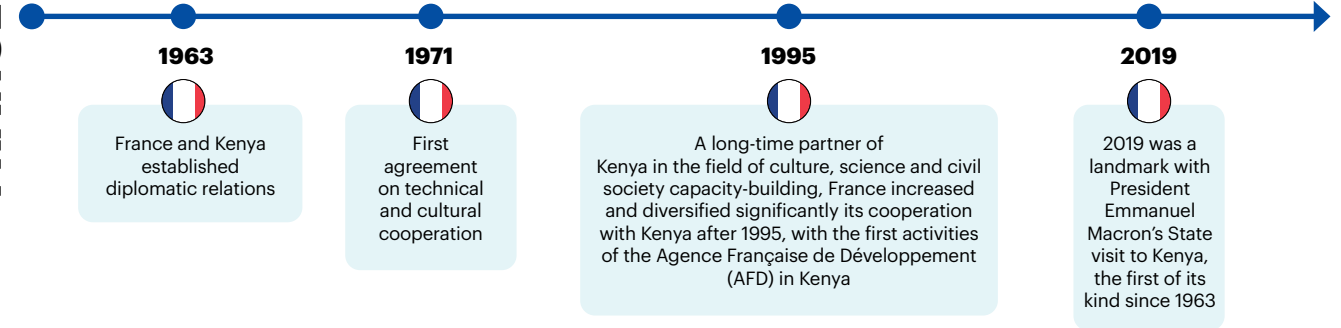 1963
France and Kenya
established
diplomatic relations
1971
First
agreement
on technical
and cultural
cooperation
1995
A long-time partner of
Kenya in the field of culture, science and civil
society capacity-building, France increased
and diversified significantly its cooperation
with Kenya after 1995, with the first activities
of the Agence Française de Développement
(AFD) in Kenya
2019
2019 was a
landmark with
President
Emmanuel
Macron’s State
visit to Kenya,
the first of its
kind since 1963